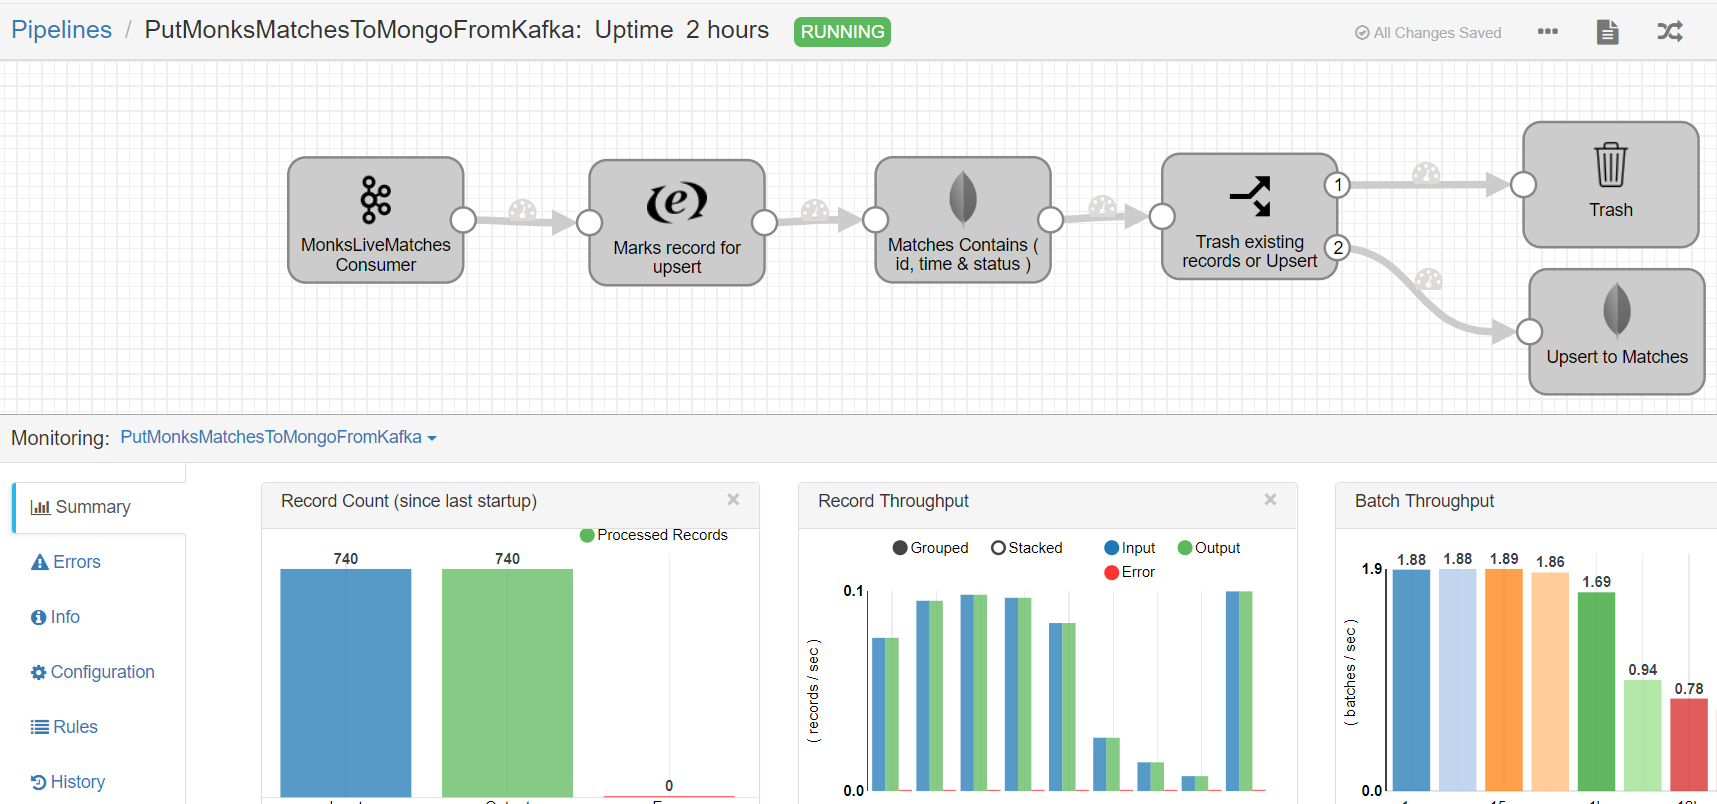 Pipelines / PutMonksMatchesToMongoFromKafka: Uptime 2 hours RUNNING
All Changes Saved
MonksLiveMatches
Consumer
Marks record for
upsert
Matches Contains (
id, time & status )
Trash existing
records or Upsert
1
2
Trash
Upsert to Matches
Monitoring: PutMonksMatchesToMongoFromKafka
Summary
Errors
Info
Configuration
Rules
History
Record Count (since last startup)
Processed Records
740
740
0
Record Throughput
Grouped
Stacked
Input
Output
Error
0.1
( records / sec )
0.0
Batch Throughput
1.9
1.88
1.88
1.89
1.86
1.69
0.94
0.78
( batches / sec )
0.0